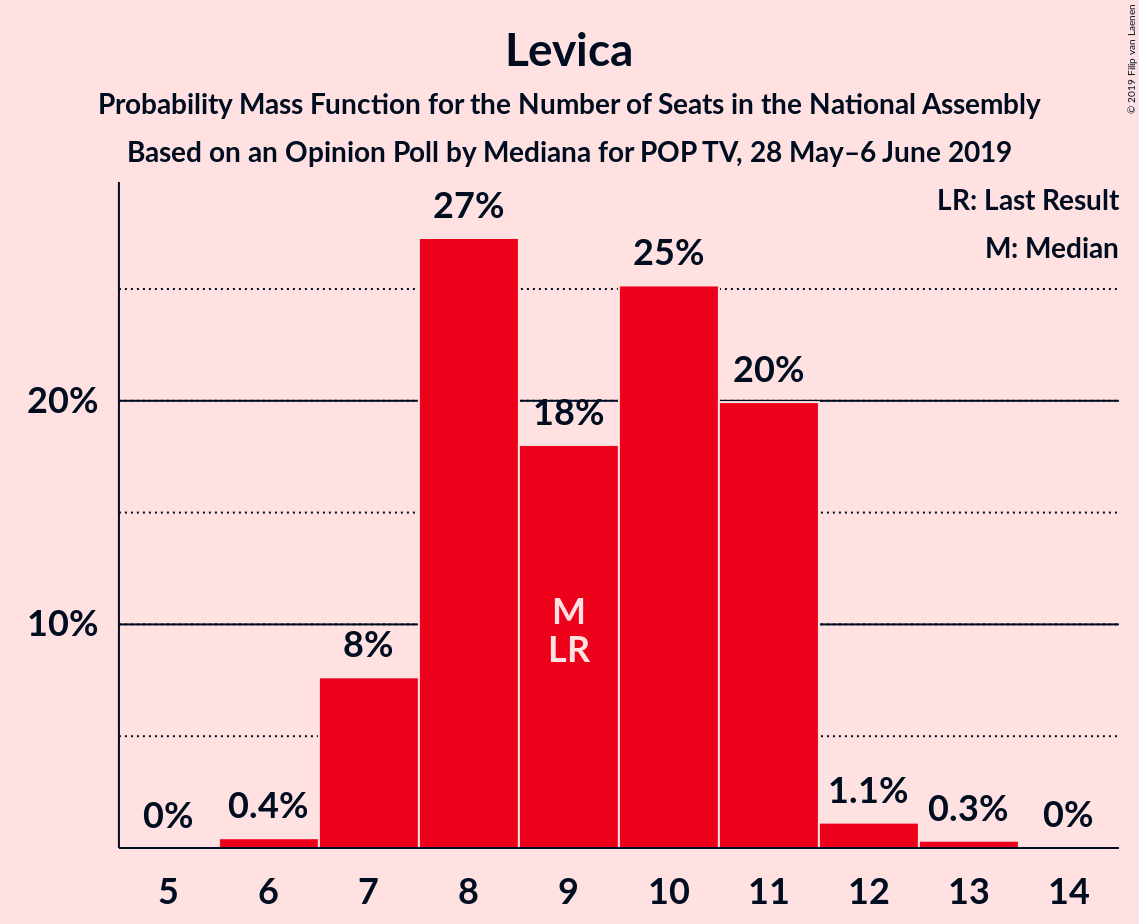 Levica
Probability Mass Function for the Number of Seats in the National Assembly
Based on an Opinion Poll by Mediana for POP TV, 28 May–6 June 2019
© 2019 Filip van Laenen
LR: Last Result
M: Median
27%
25%
20%
20%
18%
10%
M
LR
8%
0%
0.4%
1.1%
0.3%
0%
5 6 7 8 9 10 11 12 13 14